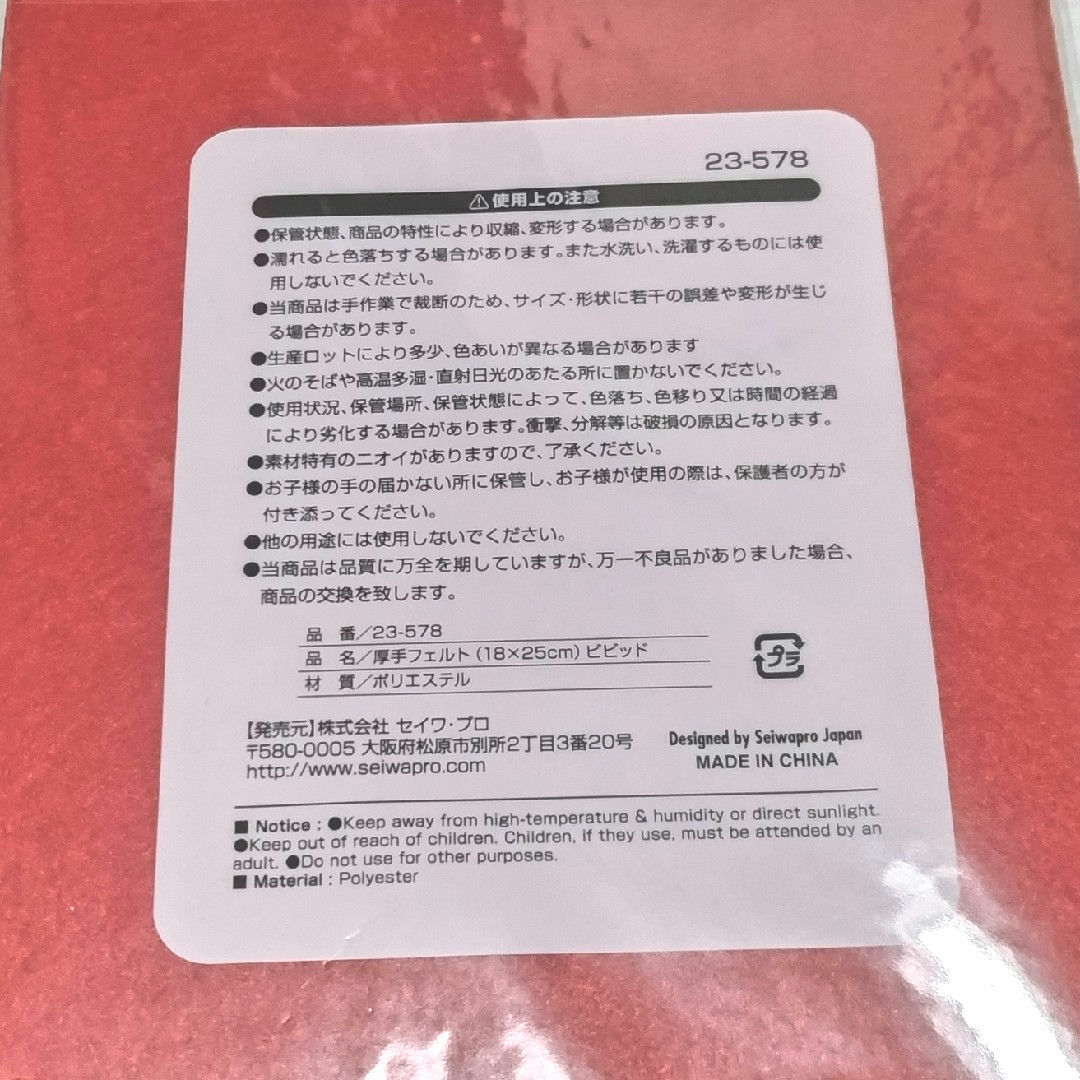 23-578
⚠使用上の注意
●保管状態、商品の特性により収縮、変形する場合があります。
●濡れると色落ちする場合があります。また水洗い、洗濯するものには使
用しないでください。
●当商品は手作業で裁断のため、サイズ・形状に若干の誤差や変形が生じ
る場合があります。
●生産ロットにより多少、色あいが異なる場合があります
●火のそばや高温多湿・直射日光のあたる所に置かないでください。
●使用状況、保管場所、保管状態によって、色落ち、色移り又は時間の経過
により劣化する場合があります。衝撃、分解等は破損の原因となります。
●素材特有のニオイがありますので、了承ください。
●お子様の手の届かない所に保管し、お子様が使用の際は、保護者の方が
付き添ってください。
●他の用途には使用しないでください。
●当商品は品質に万全を期していますが、万一不良品がありました場合、
商品の交換を致します。
品 番／23-578
品 名／厚手フェルト(18×25cm)ビビッド
材 質／ポリエステル
プラ
【発売元】株式会社 セイワ・プロ
〒580-0005 大阪府松原市別所2丁目3番20号
http://www.seiwapro.com
Designed by Seiwapro Japan
MADE IN CHINA
■ Notice : ●Keep away from high-temperature & humidity or direct sunlight.
●Keep out of reach of children. Children, if they use, must be attended by an
adult. ●Do not use for other purposes.
■ Material : Polyester